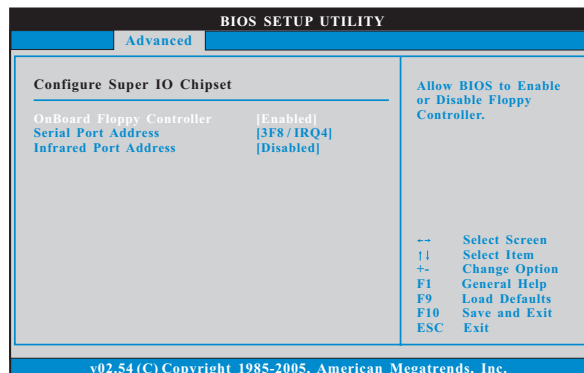 BIOS SETUP UTILITY
Advanced
Configure Super IO Chipset
OnBoard Floppy Controller [Enabled]
Serial Port Address [3F8 / IRQ4]
Infrared Port Address [Disabled]
Allow BIOS to Enable
or Disable Floppy
Controller.
←→ Select Screen
↑↓ Select Item
+- Change Option
F1 General Help
F9 Load Defaults
F10 Save and Exit
ESC Exit
v02.54 (C) Copyright 1985-2005, American Megatrends, Inc.